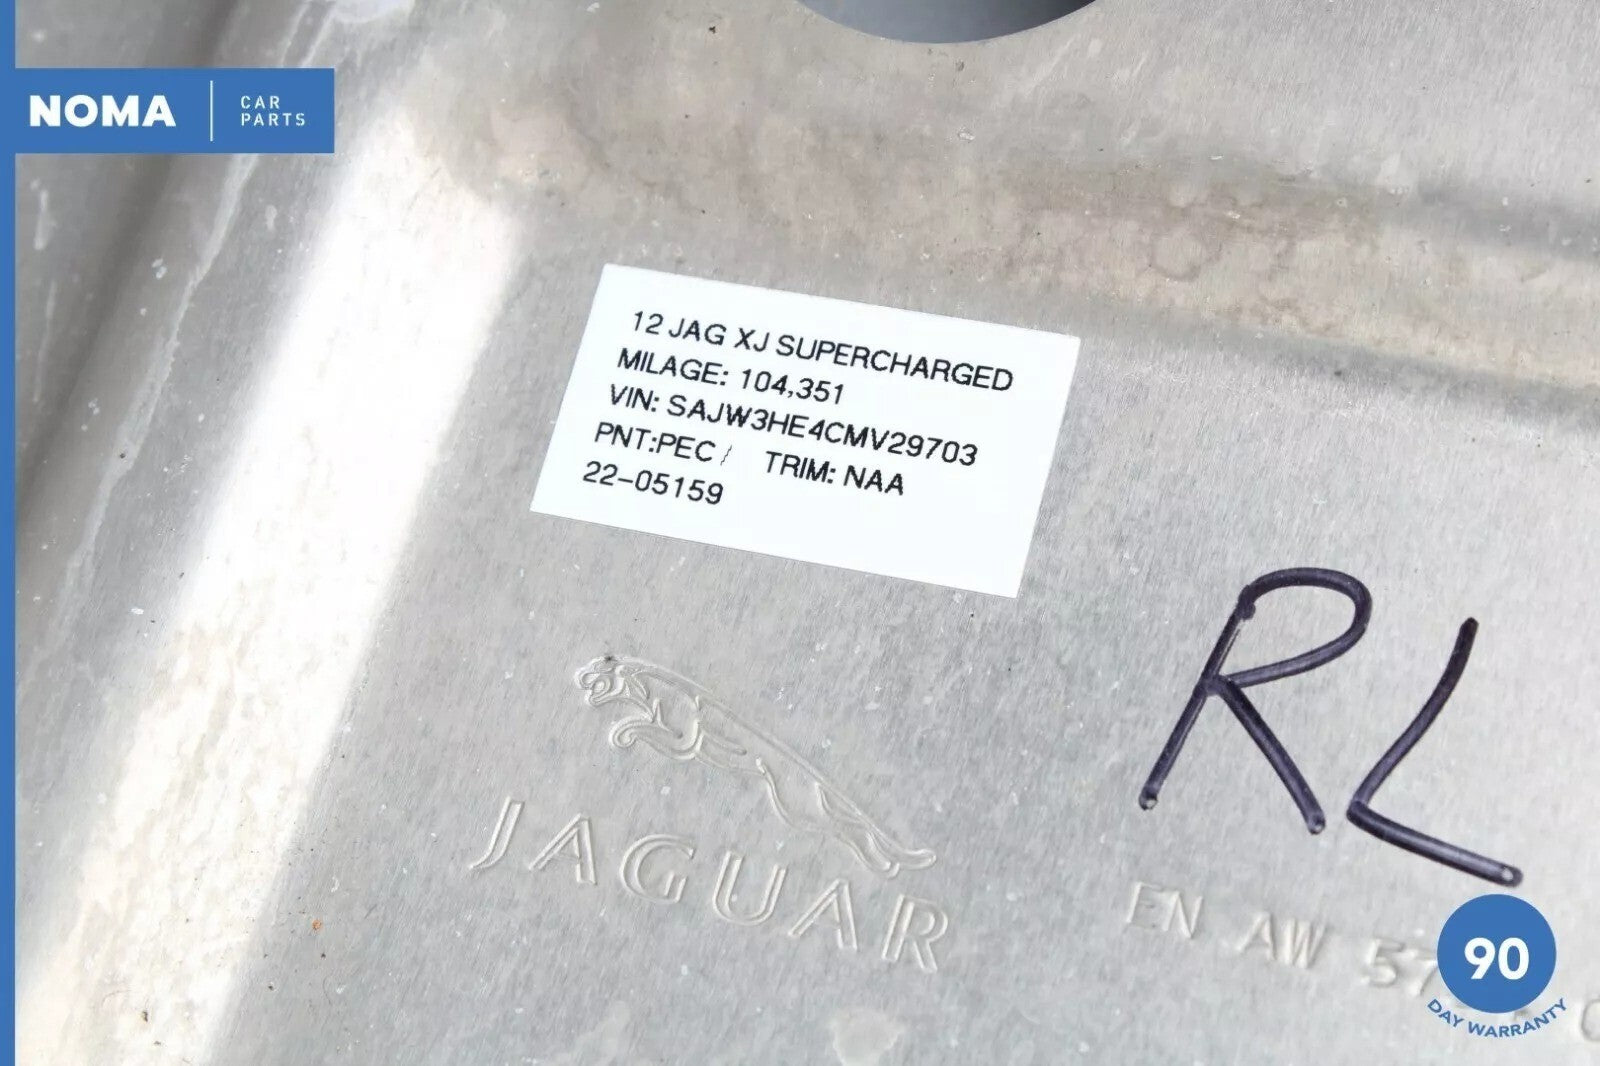 NOMA
CAR
PARTS
12 JAG XJ SUPERCHARGED
MILAGE: 104,351
VIN: SAJW3HE4CMV29703
PNT:PEC/ TRIM: NAA
22-05159
RL
JAGUAR
EN AW 57
90
DAY WARRANTY